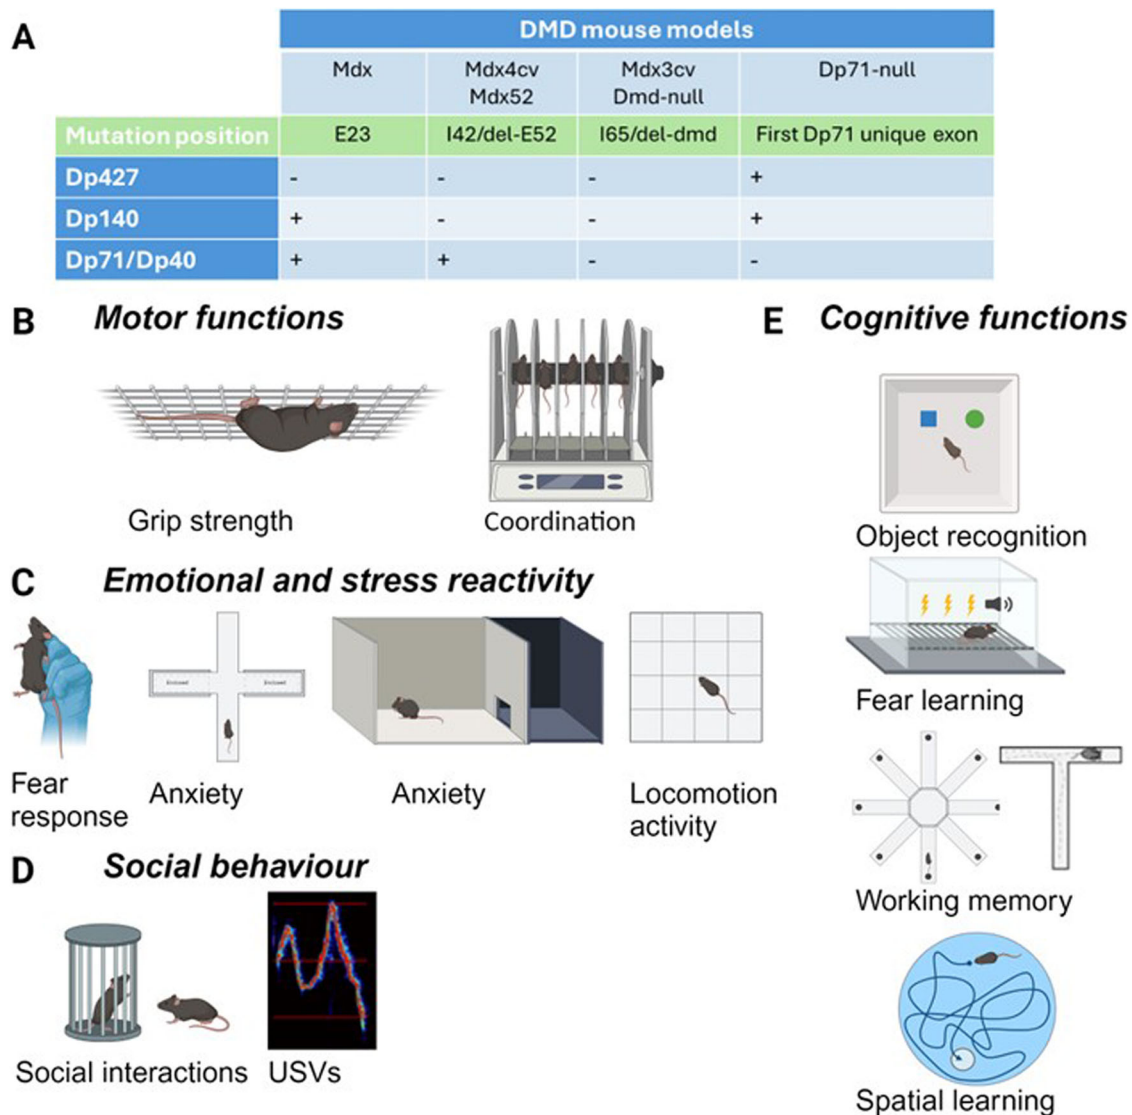 A
DMD mouse models
Mdx
Mdx4cv
Mdx52
Mdx3cv
Dmd-null
Dp71-null
Mutation position
E23
I42/del-E52
I65/del-dmd
First Dp71 unique exon
Dp427
-
-
-
+
Dp140
+
-
-
+
Dp71/Dp40
+
+
-
-
B
Motor functions
Grip strength
Coordination
C
Emotional and stress reactivity
Fear
response
Enclosed
Enclosed
Anxiety
Anxiety
Locomotion
activity
D
Social behaviour
Social interactions
USVs
E
Cognitive functions
Object recognition
Fear learning
Working memory
Spatial learning